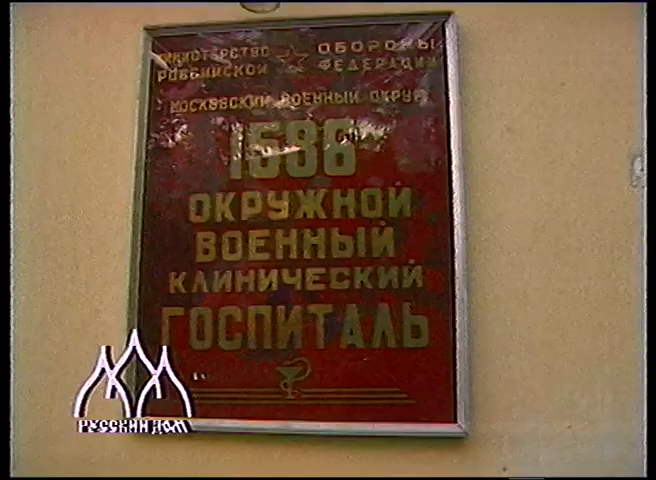 МИНИСТЕРСТВО ОБОРОНЫ
РОССИЙСКОЙ ФЕДЕРАЦИИ
МОСКОВСКИЙ ВОЕННЫЙ ОКРУГ
1586
ОКРУЖНОЙ
ВОЕННЫЙ
КЛИНИЧЕСКИЙ
ГОСПИТАЛЬ
РУССКИЙ ДОМ